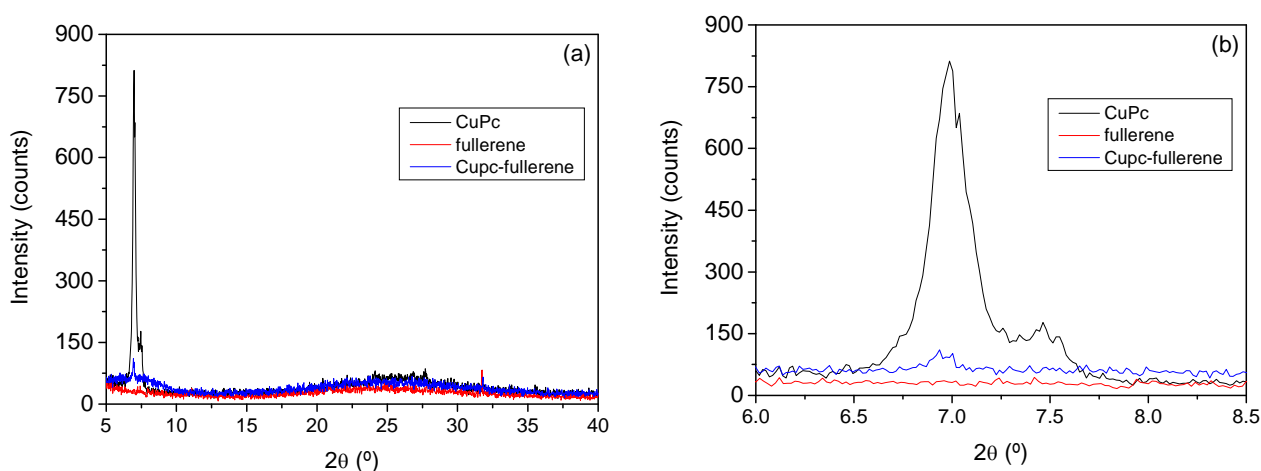 (a)
Intensity (counts)
900
750
600
450
300
150
0
CuPc
fullerene
Cupc-fullerene
5 10 15 20 25 30 35 40
2θ (º)
(b)
Intensity (counts)
900
750
600
450
300
150
0
CuPc
fullerene
Cupc-fullerene
6.0 6.5 7.0 7.5 8.0 8.5
2θ (º)